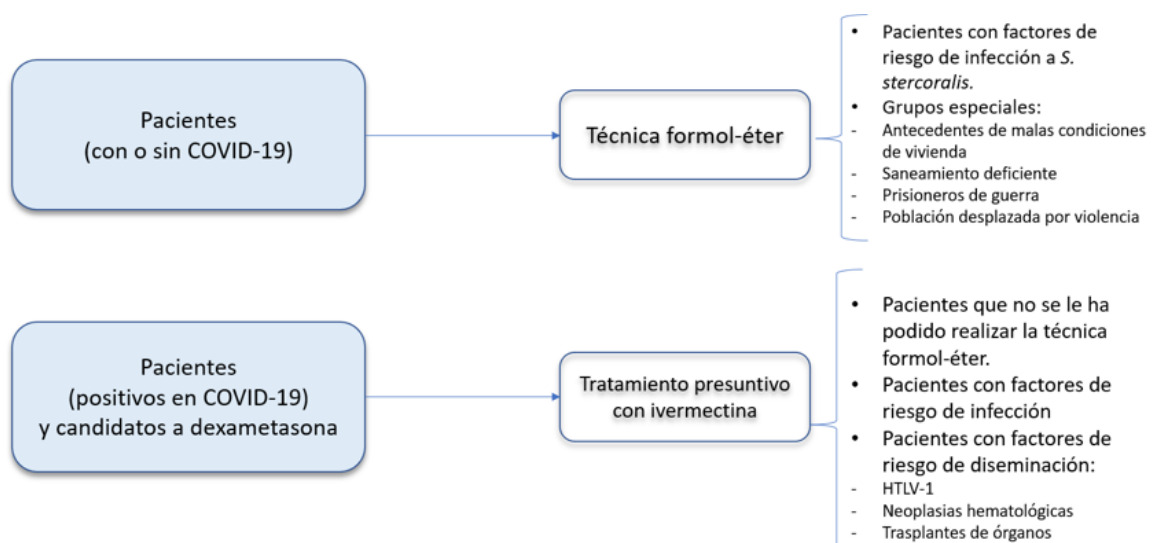 Pacientes
(con o sin COVID-19)
Técnica formol-éter
• Pacientes con factores de
riesgo de infección a S.
stercoralis.
• Grupos especiales:
- Antecedentes de malas condiciones
de vivienda
- Saneamiento deficiente
- Prisioneros de guerra
- Población desplazada por violencia
Pacientes
(positivos en COVID-19)
y candidatos a dexametasona
Tratamiento presuntivo
con ivermectina
• Pacientes que no se le ha
podido realizar la técnica
formol-éter.
• Pacientes con factores de
riesgo de infección
• Pacientes con factores de
riesgo de diseminación:
- HTLV-1
- Neoplasias hematológicas
- Trasplantes de órganos